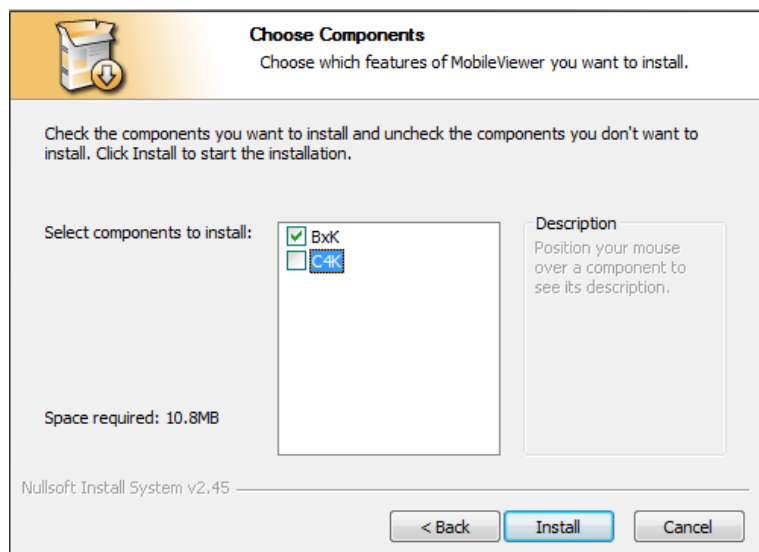 Choose Components
Choose which features of MobileViewer you want to install.
Check the components you want to install and uncheck the components you don't want to
install. Click Install to start the installation.
Select components to install:
BxK
C4K
Description
Position your mouse
over a component to
see its description.
Space required: 10.8MB
Nullsoft Install System v2.45
< Back
Install
Cancel